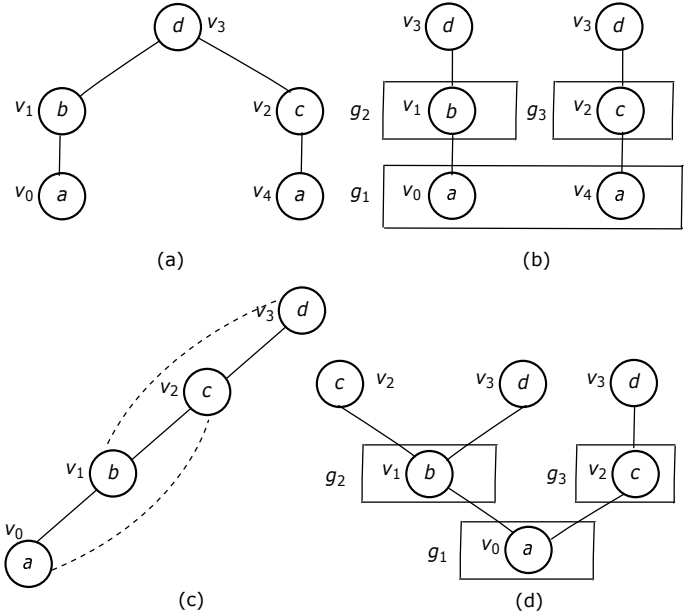 d v3
v1 b
v2 c
v0 a
v4 a
(a)
v3 d
v3 d
g2 v1 b
g3 v2 c
g1 v0 a
v4 a
(b)
v3 d
v2 c
v1 b
v0
a
(c)
c v2
v3 d
v3 d
g2 v1 b
g3 v2 c
g1 v0 a
(d)